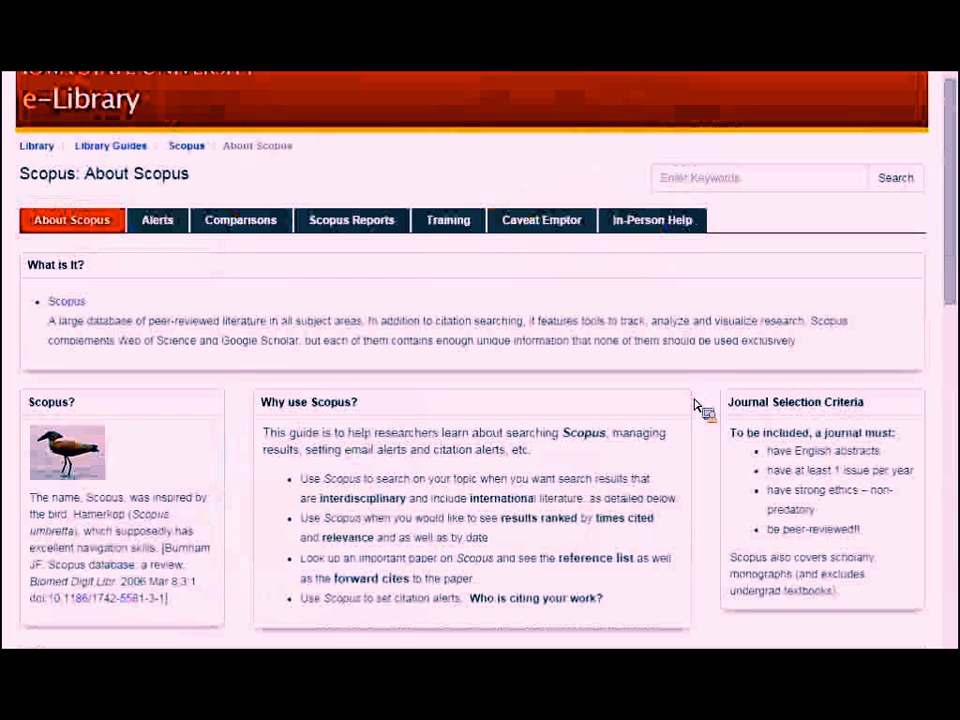 IOWA STATE UNIVERSITY
e-Library
Library Library Guides Scopus About Scopus
Scopus: About Scopus
Enter Keywords Search
About Scopus Alerts Comparisons Scopus Reports Training Caveat Emptor In-Person Help
What is It?
• Scopus
A large database of peer-reviewed literature in all subject areas. In addition to citation searching, it features tools to track, analyze and visualize research. Scopus
complements Web of Science and Google Scholar, but each of them contains enough unique information that none of them should be used exclusively
Scopus?
The name, Scopus, was inspired by
the bird, Hamerkop (Scopus
umbretta), which supposedly has
excellent navigation skills. [Burnham
JF. Scopus database: a review.
Biomed Digit Libr. 2006 Mar 8;3:1
doi:10.1186/1742-5581-3-1]
Why use Scopus?
This guide is to help researchers learn about searching Scopus, managing
results, setting email alerts and citation alerts, etc.
• Use Scopus to search on your topic when you want search results that
are interdisciplinary and include international literature, as detailed below.
• Use Scopus when you would like to see results ranked by times cited
and relevance and as well as by date
• Look up an important paper on Scopus and see the reference list as well
as the forward cites to the paper
• Use Scopus to set citation alerts. Who is citing your work?
Journal Selection Criteria
To be included, a journal must:
• have English abstracts
• have at least 1 issue per year
• have strong ethics – non-
predatory
• be peer-reviewed!!
Scopus also covers scholarly
monographs (and excludes
undergrad textbooks).